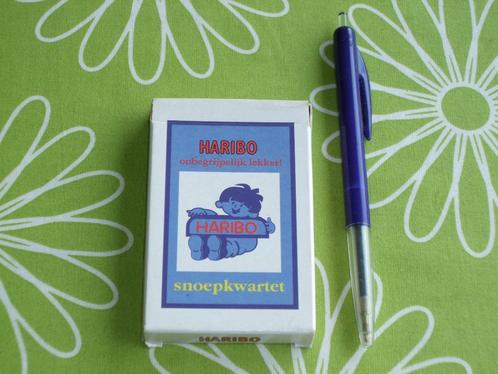 HARIBO
onbegrijpelijk lekker!
HARIBO
snoepkwartet
HARIBO